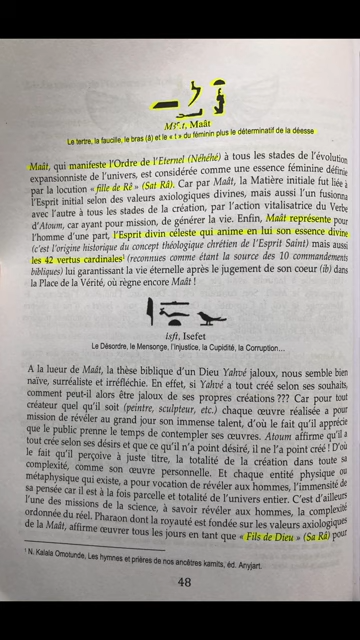 M3ˁ.t, Maât
Le tertre, la faucille, le bras (â) et le « t » du féminin plus le déterminatif de la déesse
Maât, qui manifeste l'Ordre de l'Eternel (Néhéhé) à tous les stades de l'évolution
expansionniste de l'univers, est considérée comme une essence féminine définie
par la locution « fille de Rê » (Sat Râ). Car par Maât, la Matière initiale fut liée à
l'Esprit initial selon des valeurs axiologiques divines, mais aussi l'un fusionna
avec l'autre à tous les stades de la création, par l'action vitalisatrice du Verbe
d'Atoum, car ayant pour mission, de générer la vie. Enfin, Maât représente pour
l'homme d'une part, l'Esprit divin céleste qui anime en lui son essence divine
(c'est l'origine historique du concept théologique chrétien de l'Esprit Saint) mais aussi
les 42 vertus cardinales¹ (reconnues comme étant la source des 10 commandements
bibliques) lui garantissant la vie éternelle après le jugement de son coeur (ib) dans
la Place de la Vérité, où règne encore Maât !
isft, Isefet
Le Désordre, le Mensonge, l'Injustice, la Cupidité, la Corruption...
A la lueur de Maât, la thèse biblique d'un Dieu Yahvé jaloux, nous semble bien
naïve, surréaliste et irréfléchie. En effet, si Yahvé a tout créé selon ses souhaits,
comment peut-il alors être jaloux de ses propres créations ??? Car pour tout
créateur quel qu'il soit (peintre, sculpteur, etc.) chaque œuvre réalisée a pour
mission de révéler au grand jour son immense talent, d'où le fait qu'il apprécie
que le public prenne le temps de contempler ses œuvres. Atoum affirme qu'il a
tout créé selon ses désirs et que ce qu'il n'a point désiré, il ne l'a point créé ! D'où
le fait qu'il perçoive à juste titre, la totalité de la création dans toute sa
complexité, comme son œuvre personnelle. Et chaque entité physique ou
métaphysique qui existe, a pour vocation de révéler aux hommes, l'immensité de
sa pensée car il est à la fois parcelle et totalité de l'univers entier. C'est d'ailleurs
l'une des missions de la science, à savoir révéler aux hommes, la complexité
ordonnée du réel. Pharaon dont la royauté est fondée sur les valeurs axiologiques
de la Maât, affirme œuvrer tous les jours en tant que « Fils de Dieu » (Sa Râ) pour
¹ N. Kalala Omotunde, Les hymnes et prières de nos ancêtres kamits, éd. Anyjart.
48